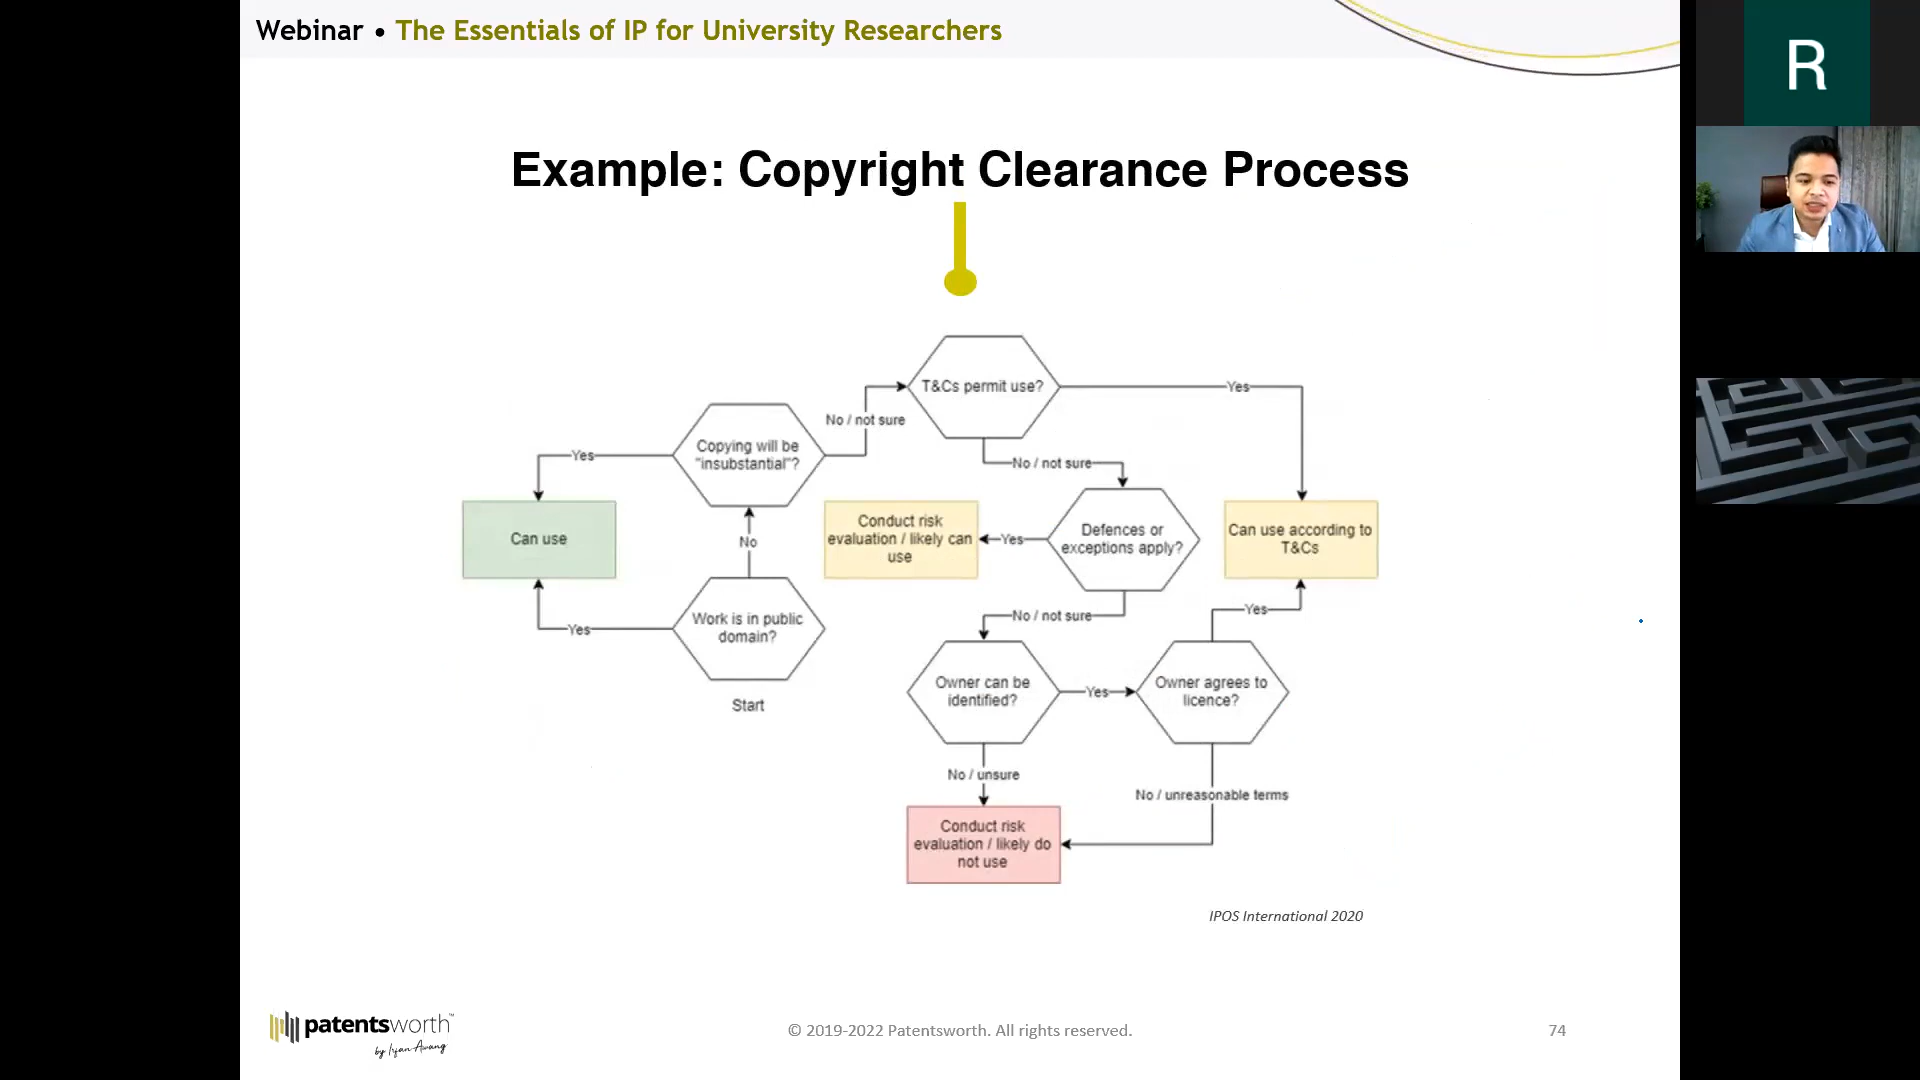 Webinar • The Essentials of IP for University Researchers
R
Example: Copyright Clearance Process
T&Cs permit use?
Yes
No / not sure
Copying will be
"insubstantial"?
Yes
No / not sure
Can use
Conduct risk
evaluation / likely can
use
Yes
Defences or
exceptions apply?
Can use according to
T&Cs
No
Work is in public
domain?
Yes
Start
No / not sure
Yes
Owner can be
identified?
Yes
Owner agrees to
licence?
No / unsure
No / unreasonable terms
Conduct risk
evaluation / likely do
not use
IPOS International 2020
patentsworth™
by Irfan Awang
© 2019-2022 Patentsworth. All rights reserved.
74